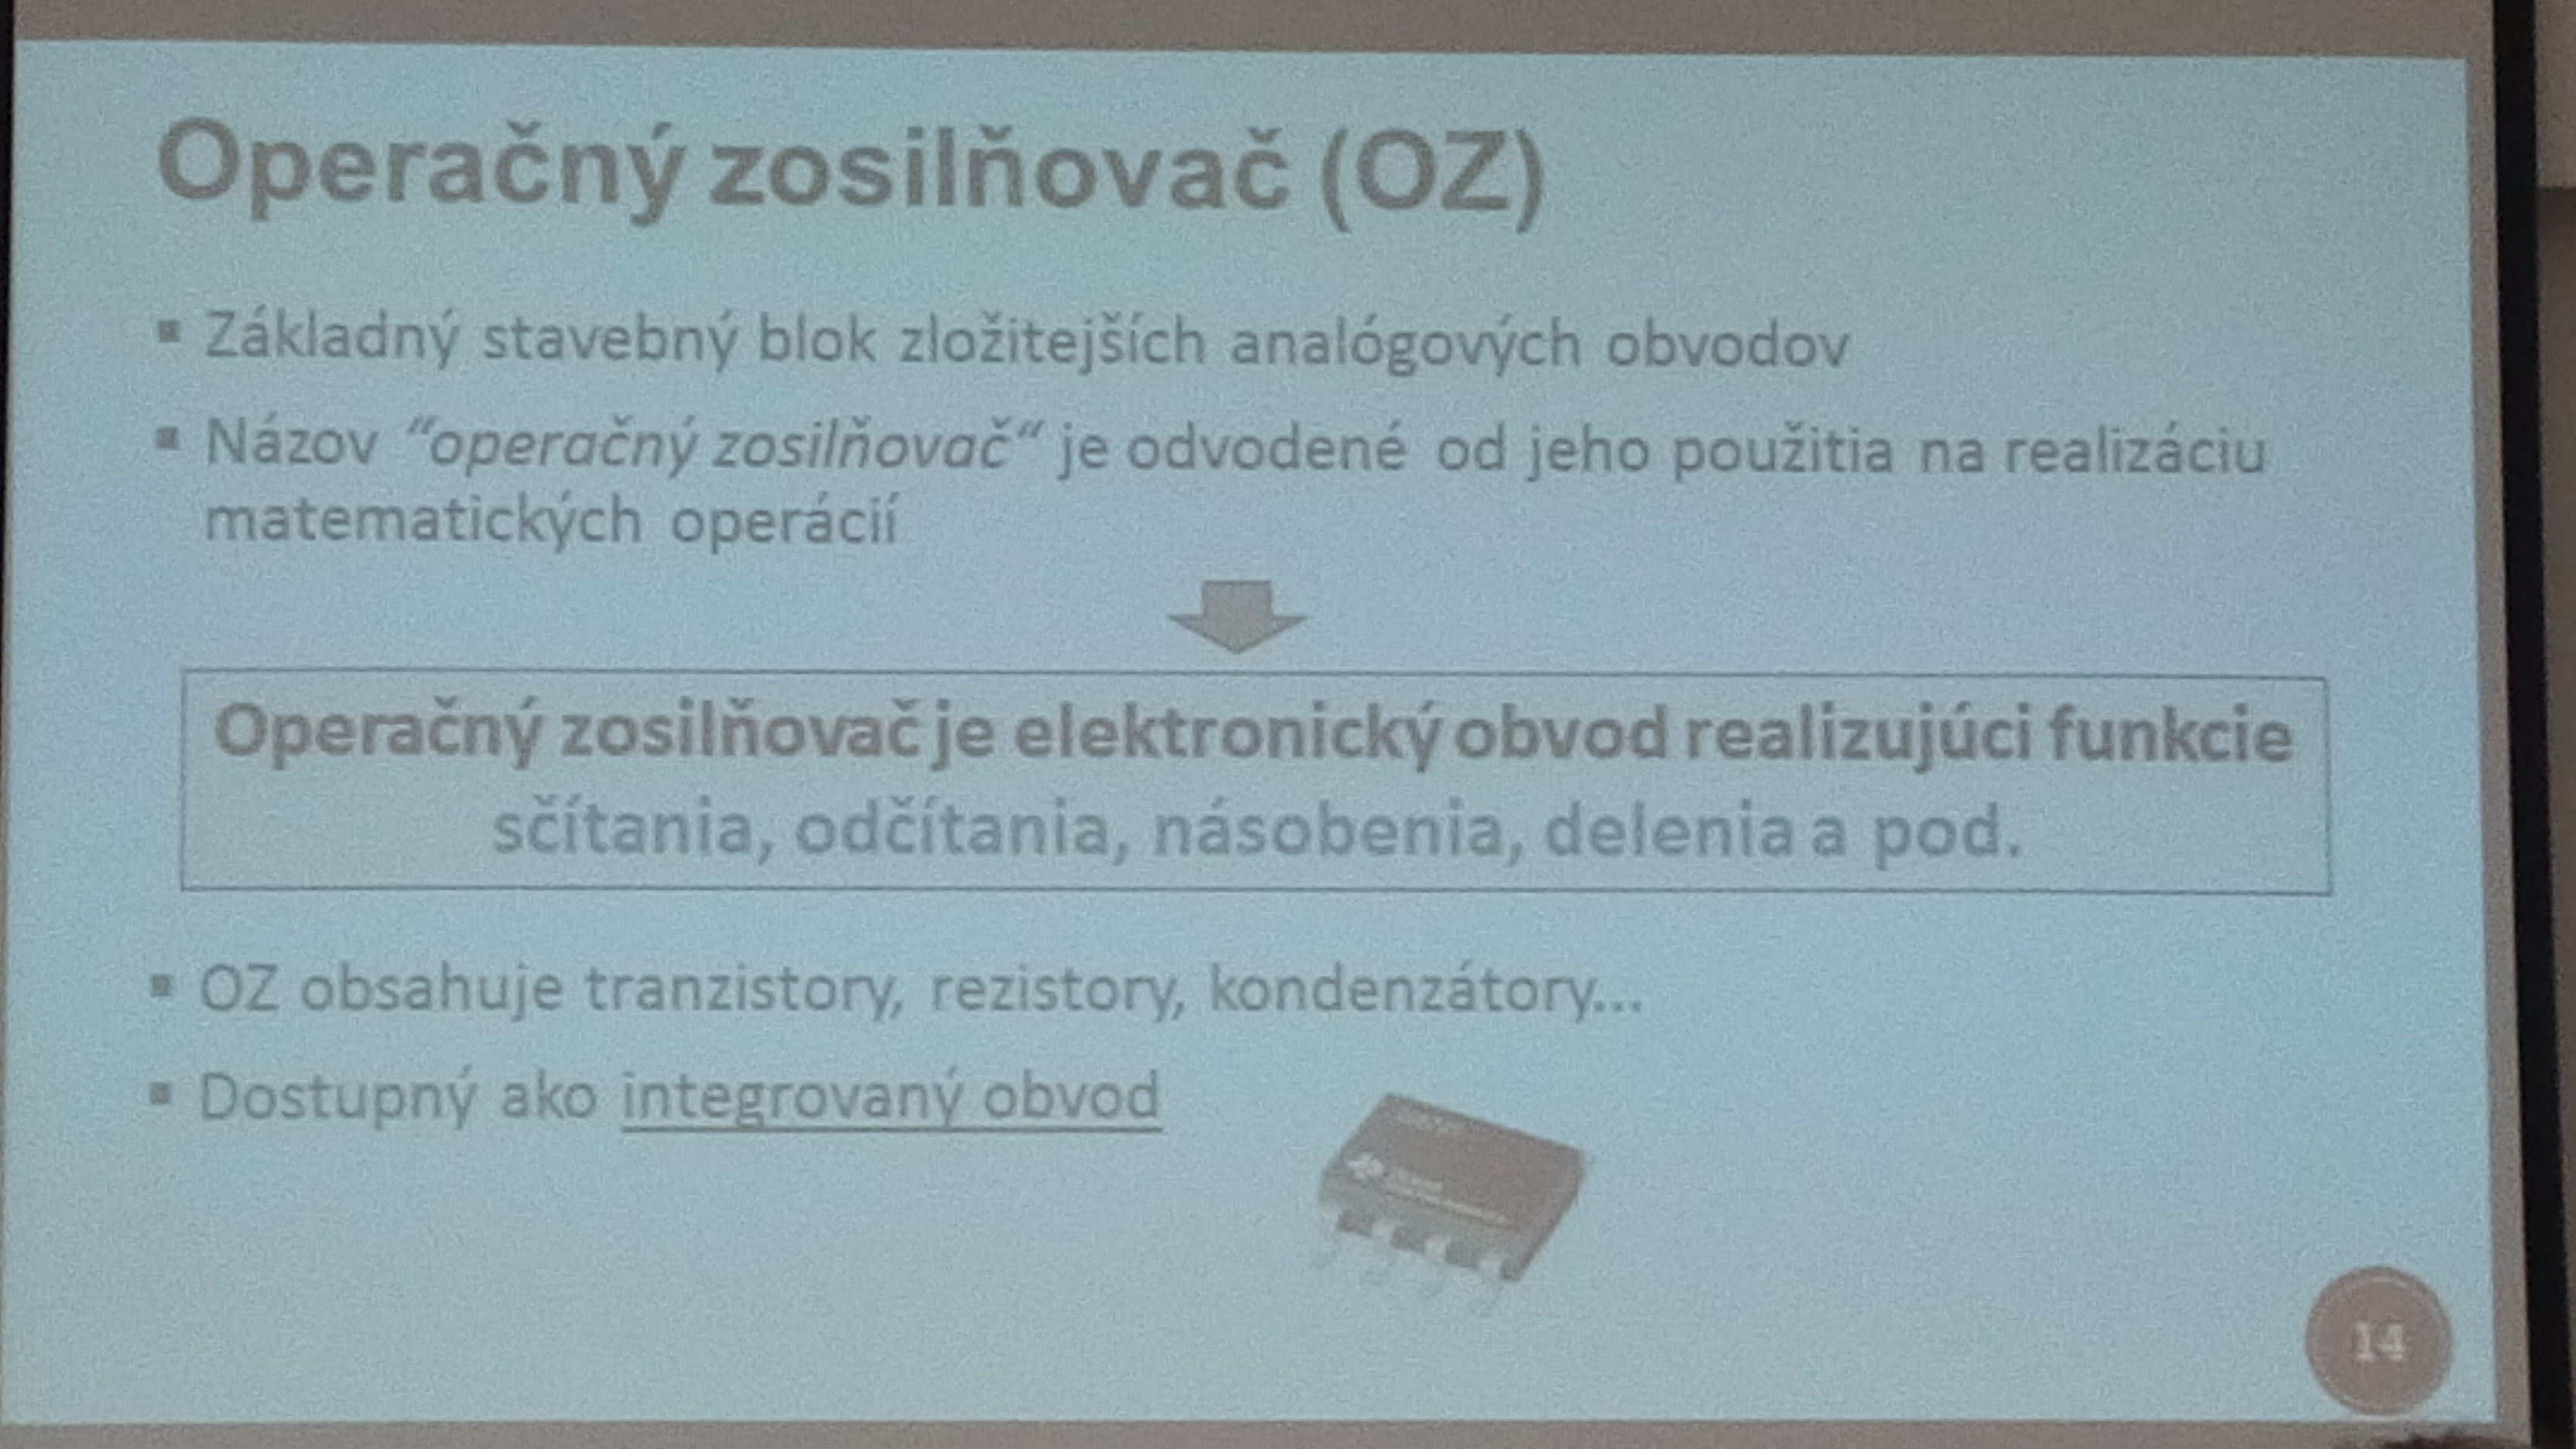 Operačný zosilňovač (OZ)
▪ Základný stavebný blok zložitejších analógových obvodov
▪ Názov “operačný zosilňovač“ je odvodené od jeho použitia na realizáciu
matematických operácií
Operačný zosilňovač je elektronický obvod realizujúci funkcie
sčítania, odčítania, násobenia, delenia a pod.
▪ OZ obsahuje tranzistory, rezistory, kondenzátory...
▪ Dostupný ako integrovaný obvod
14